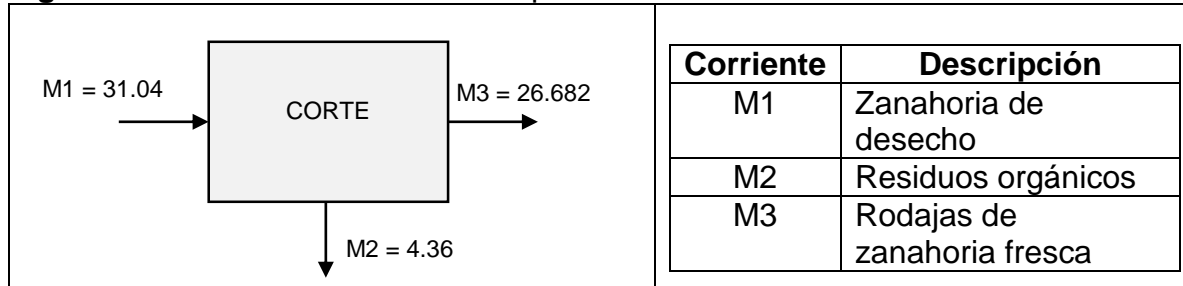 M1 = 31.04
CORTE
M3 = 26.682
M2 = 4.36
Corriente Descripción
M1 Zanahoria de
desecho
M2 Residuos orgánicos
M3 Rodajas de
zanahoria fresca